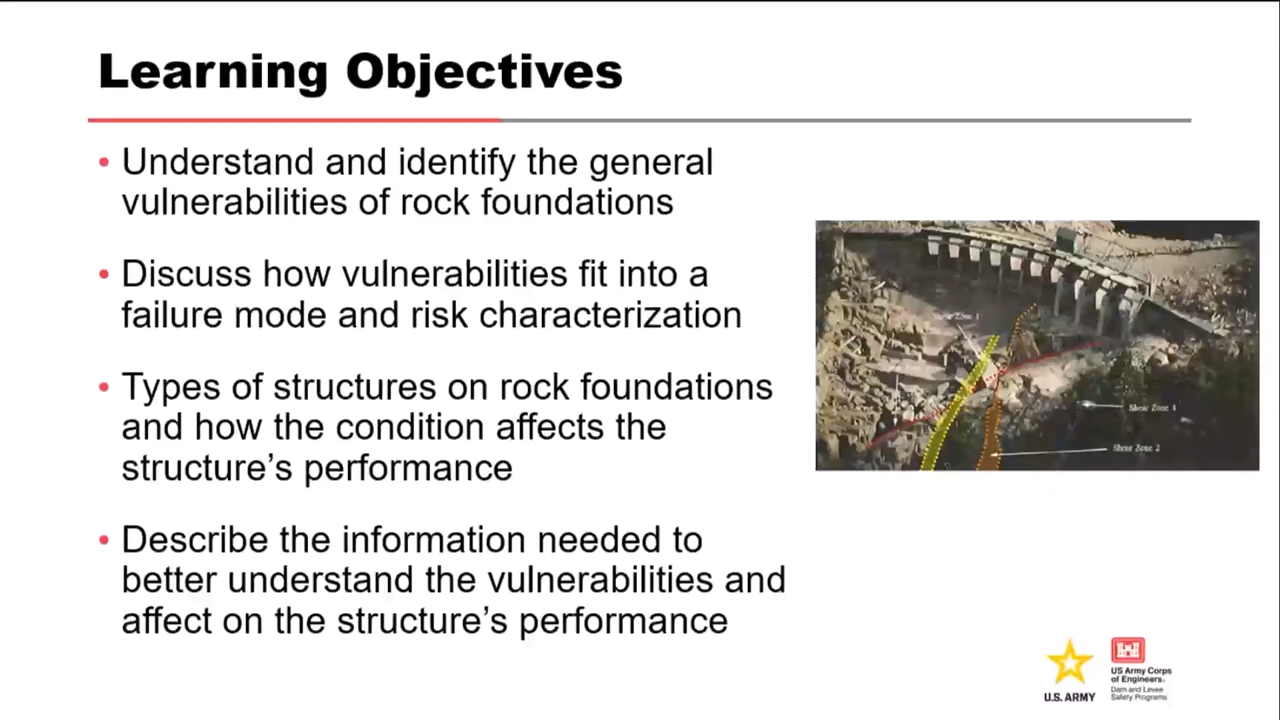 Learning Objectives
• Understand and identify the general
vulnerabilities of rock foundations
• Discuss how vulnerabilities fit into a
failure mode and risk characterization
• Types of structures on rock foundations
and how the condition affects the
structure’s performance
• Describe the information needed to
better understand the vulnerabilities and
affect on the structure’s performance
Shear Zone 1
Shear Zone 4
Shear Zone 2
U.S. ARMY
US Army Corps
of Engineers®
Dam and Levee
Safety Programs